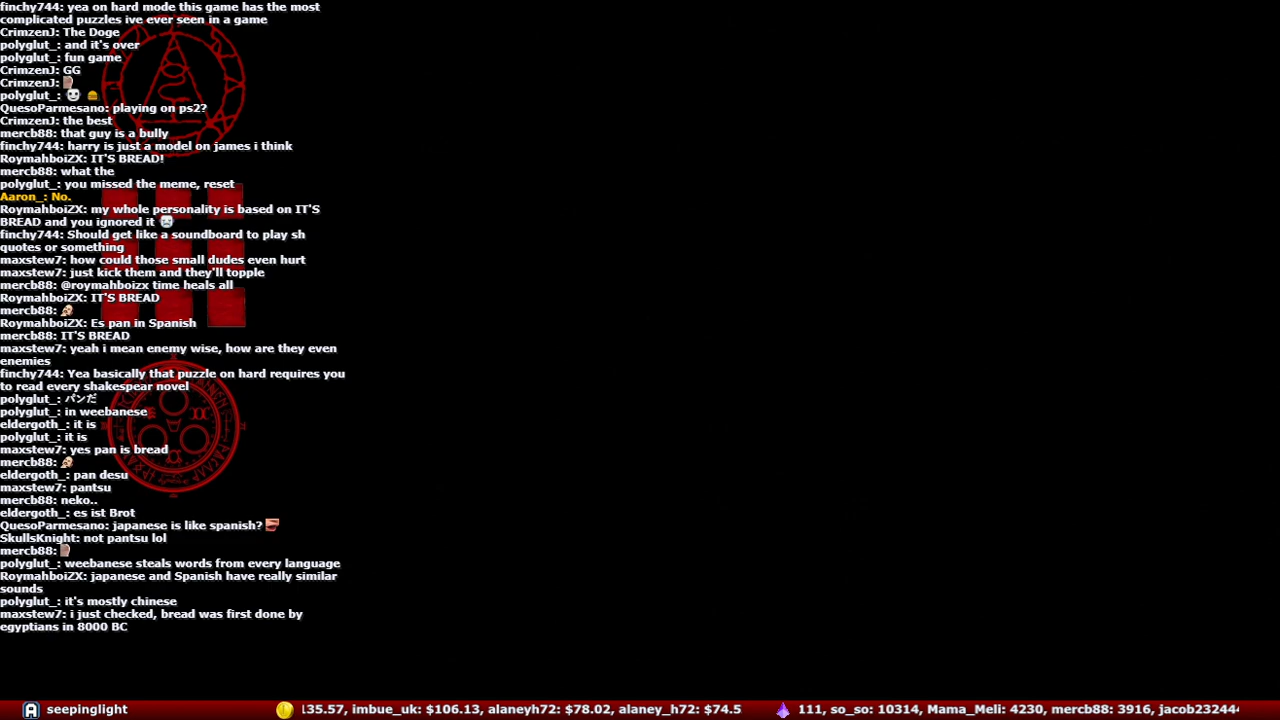 finchy744: yea on hard mode this game has the most
complicated puzzles ive ever seen in a game
CrimzenJ: The Doge
polyglut_: and it's over
polyglut_: fun game
CrimzenJ: GG
CrimzenJ:
polyglut_:
QuesoParmesano: playing on ps2?
CrimzenJ: the best
mercb88: that guy is a bully
finchy744: harry is just a model on james i think
RoymahboiZX: IT'S BREAD!
mercb88: what the
polyglut_: you missed the meme, reset
Aaron_: No.
RoymahboiZX: my whole personality is based on IT'S
BREAD and you ignored it
finchy744: Should get like a soundboard to play sh
quotes or something
maxstew7: how could those small dudes even hurt
maxstew7: just kick them and they'll topple
mercb88: @roymahboizx time heals all
RoymahboiZX: IT'S BREAD
mercb88:
RoymahboiZX: Es pan in Spanish
mercb88: IT'S BREAD
maxstew7: yeah i mean enemy wise, how are they even
enemies
finchy744: Yea basically that puzzle on hard requires you
to read every shakespear novel
polyglut_: パンだ
polyglut_: in weebanese
eldergoth_: it is
polyglut_: it is
maxstew7: yes pan is bread
mercb88:
eldergoth_: pan desu
maxstew7: pantsu
mercb88: neko..
eldergoth_: es ist Brot
QuesoParmesano: japanese is like spanish?
SkullsKnight: not pantsu lol
mercb88:
polyglut_: weebanese steals words from every language
RoymahboiZX: japanese and Spanish have really similar
sounds
polyglut_: it's mostly chinese
maxstew7: i just checked, bread was first done by
egyptians in 8000 BC
seepinglight 135.57, imbue_uk: $106.13, alaneyh72: $78.02, alaney_h72: $74.5 111, so_so: 10314, Mama_Meli: 4230, mercb88: 3916, jacob232444